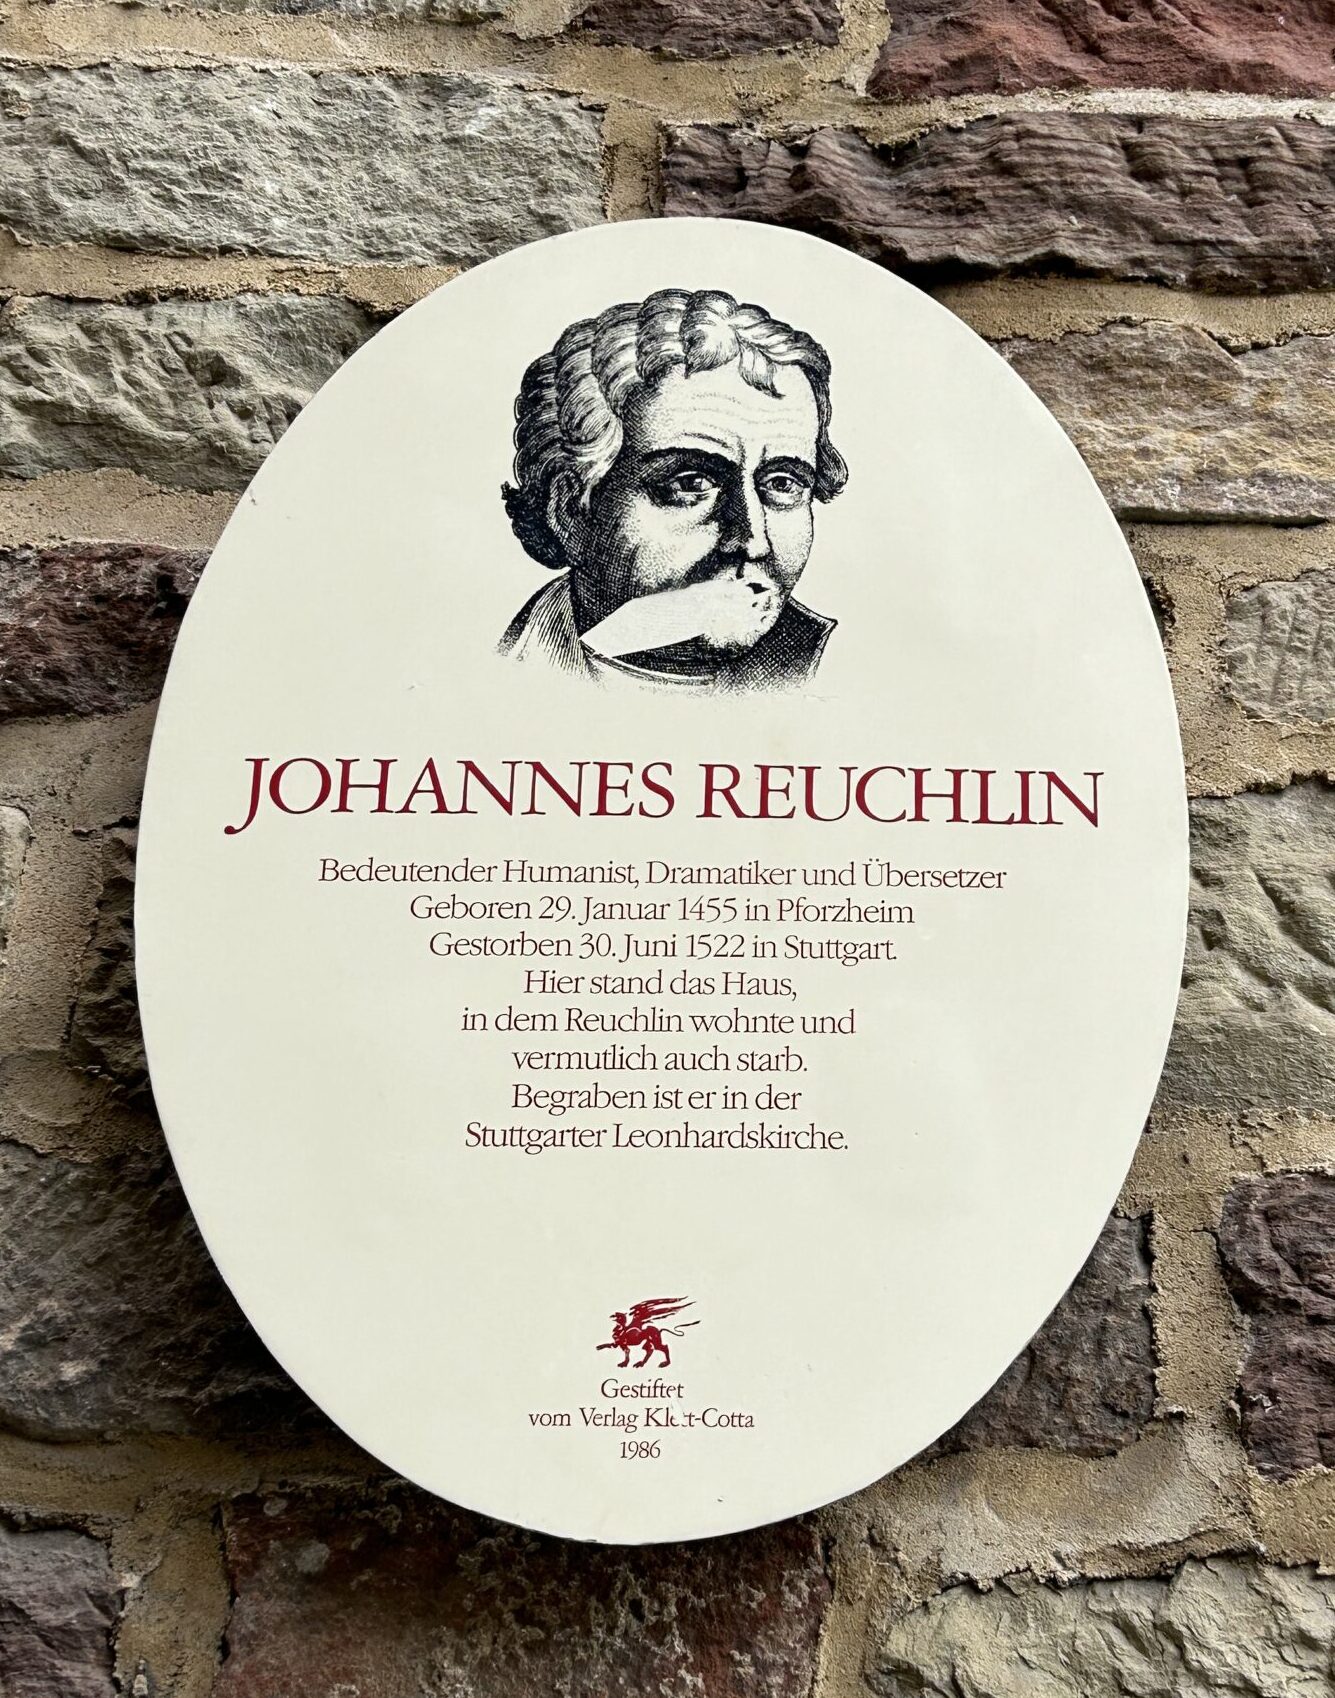 JOHANNES REUCHLIN
Bedeutender Humanist, Dramatiker und Übersetzer
Geboren 29. Januar 1455 in Pforzheim
Gestorben 30. Juni 1522 in Stuttgart.
Hier stand das Haus,
in dem Reuchlin wohnte und
vermutlich auch starb.
Begraben ist er in der
Stuttgarter Leonhardskirche.
Gestiftet
vom Verlag Klett-Cotta
1986